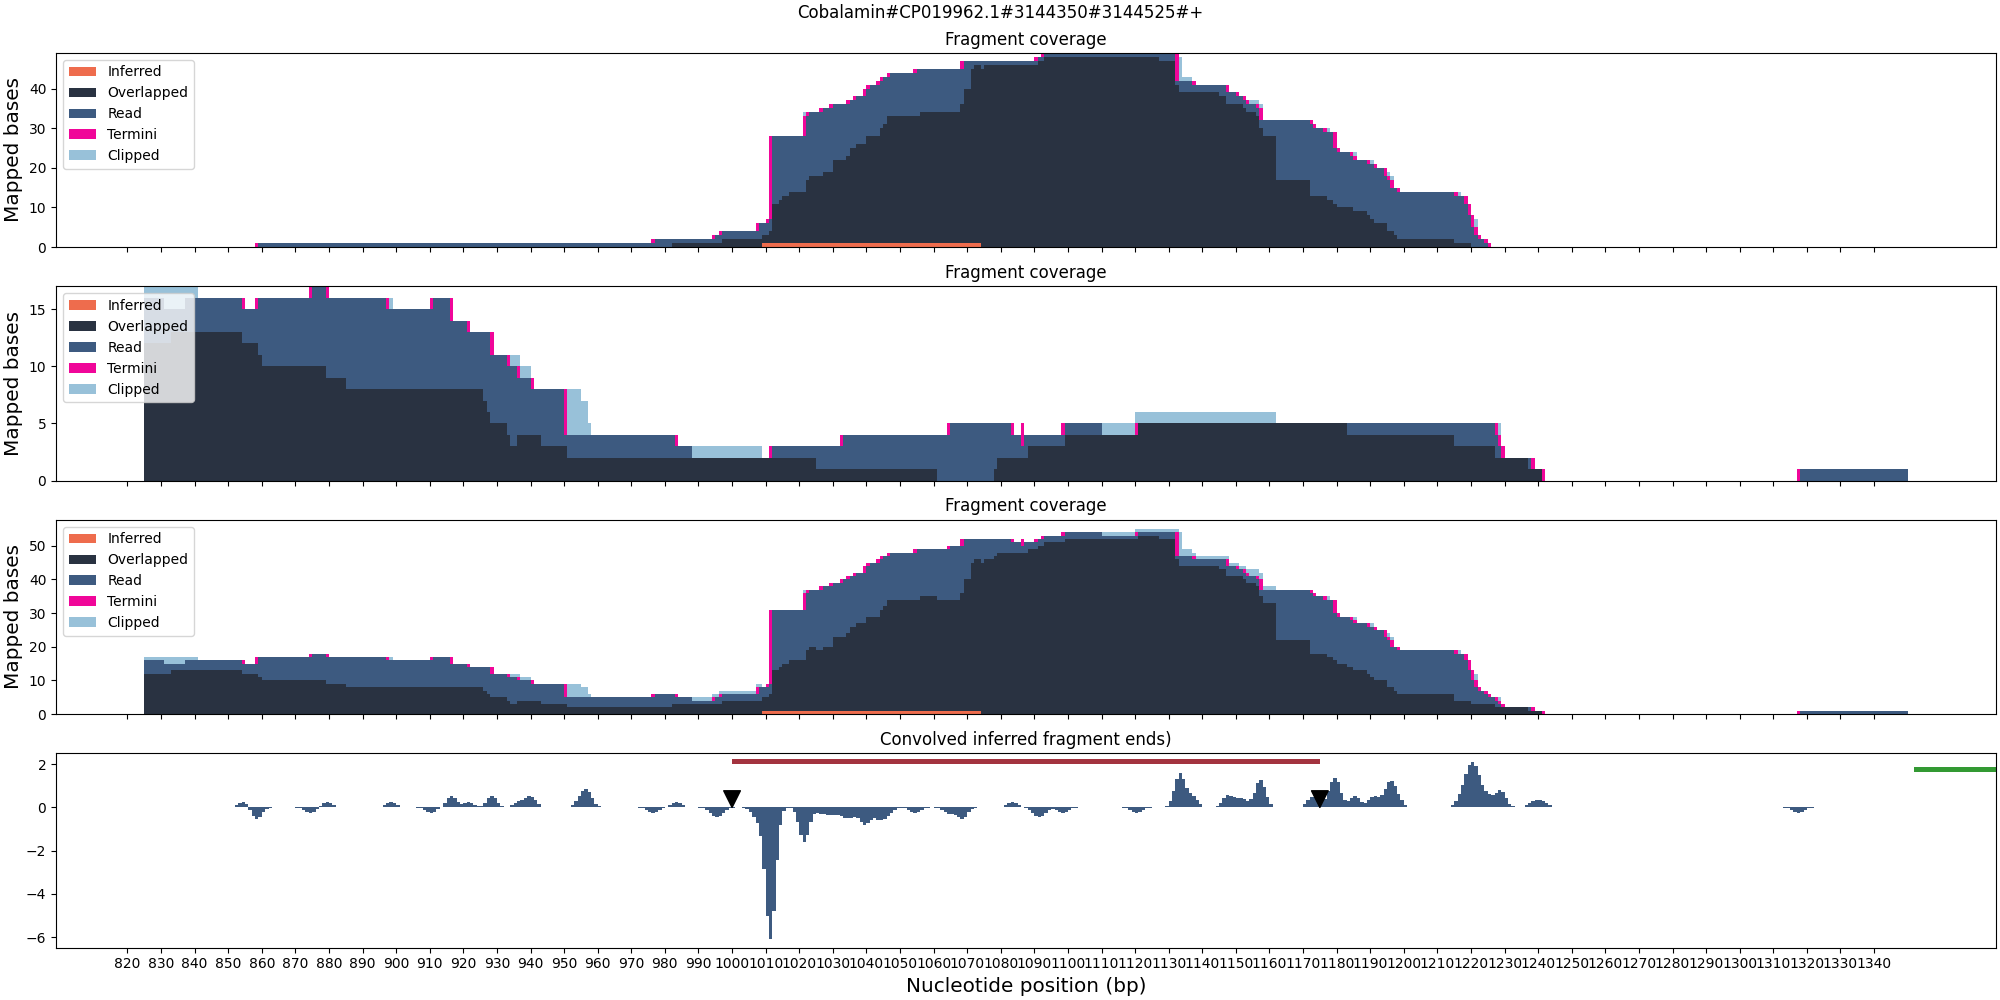 Cobalamin#CP019962.1#3144350#3144525#+
Fragment coverage
Mapped bases
40
30
20
10
0
Inferred
Overlapped
Read
Termini
Clipped
Fragment coverage
Mapped bases
15
10
5
0
Inferred
Overlapped
Read
Termini
Clipped
Fragment coverage
Mapped bases
50
40
30
20
10
0
Inferred
Overlapped
Read
Termini
Clipped
Convolved inferred fragment ends)
2
0
−2
−4
−6
820 830 840 850 860 870 880 890 900 910 920 930 940 950 960 970 980 990 1000 1010 1020 1030 1040 1050 1060 1070 1080 1090 1100 1110 1120 1130 1140 1150 1160 1170 1180 1190 1200 1210 1220 1230 1240 1250 1260 1270 1280 1290 1300 1310 1320 1330 1340
Nucleotide position (bp)